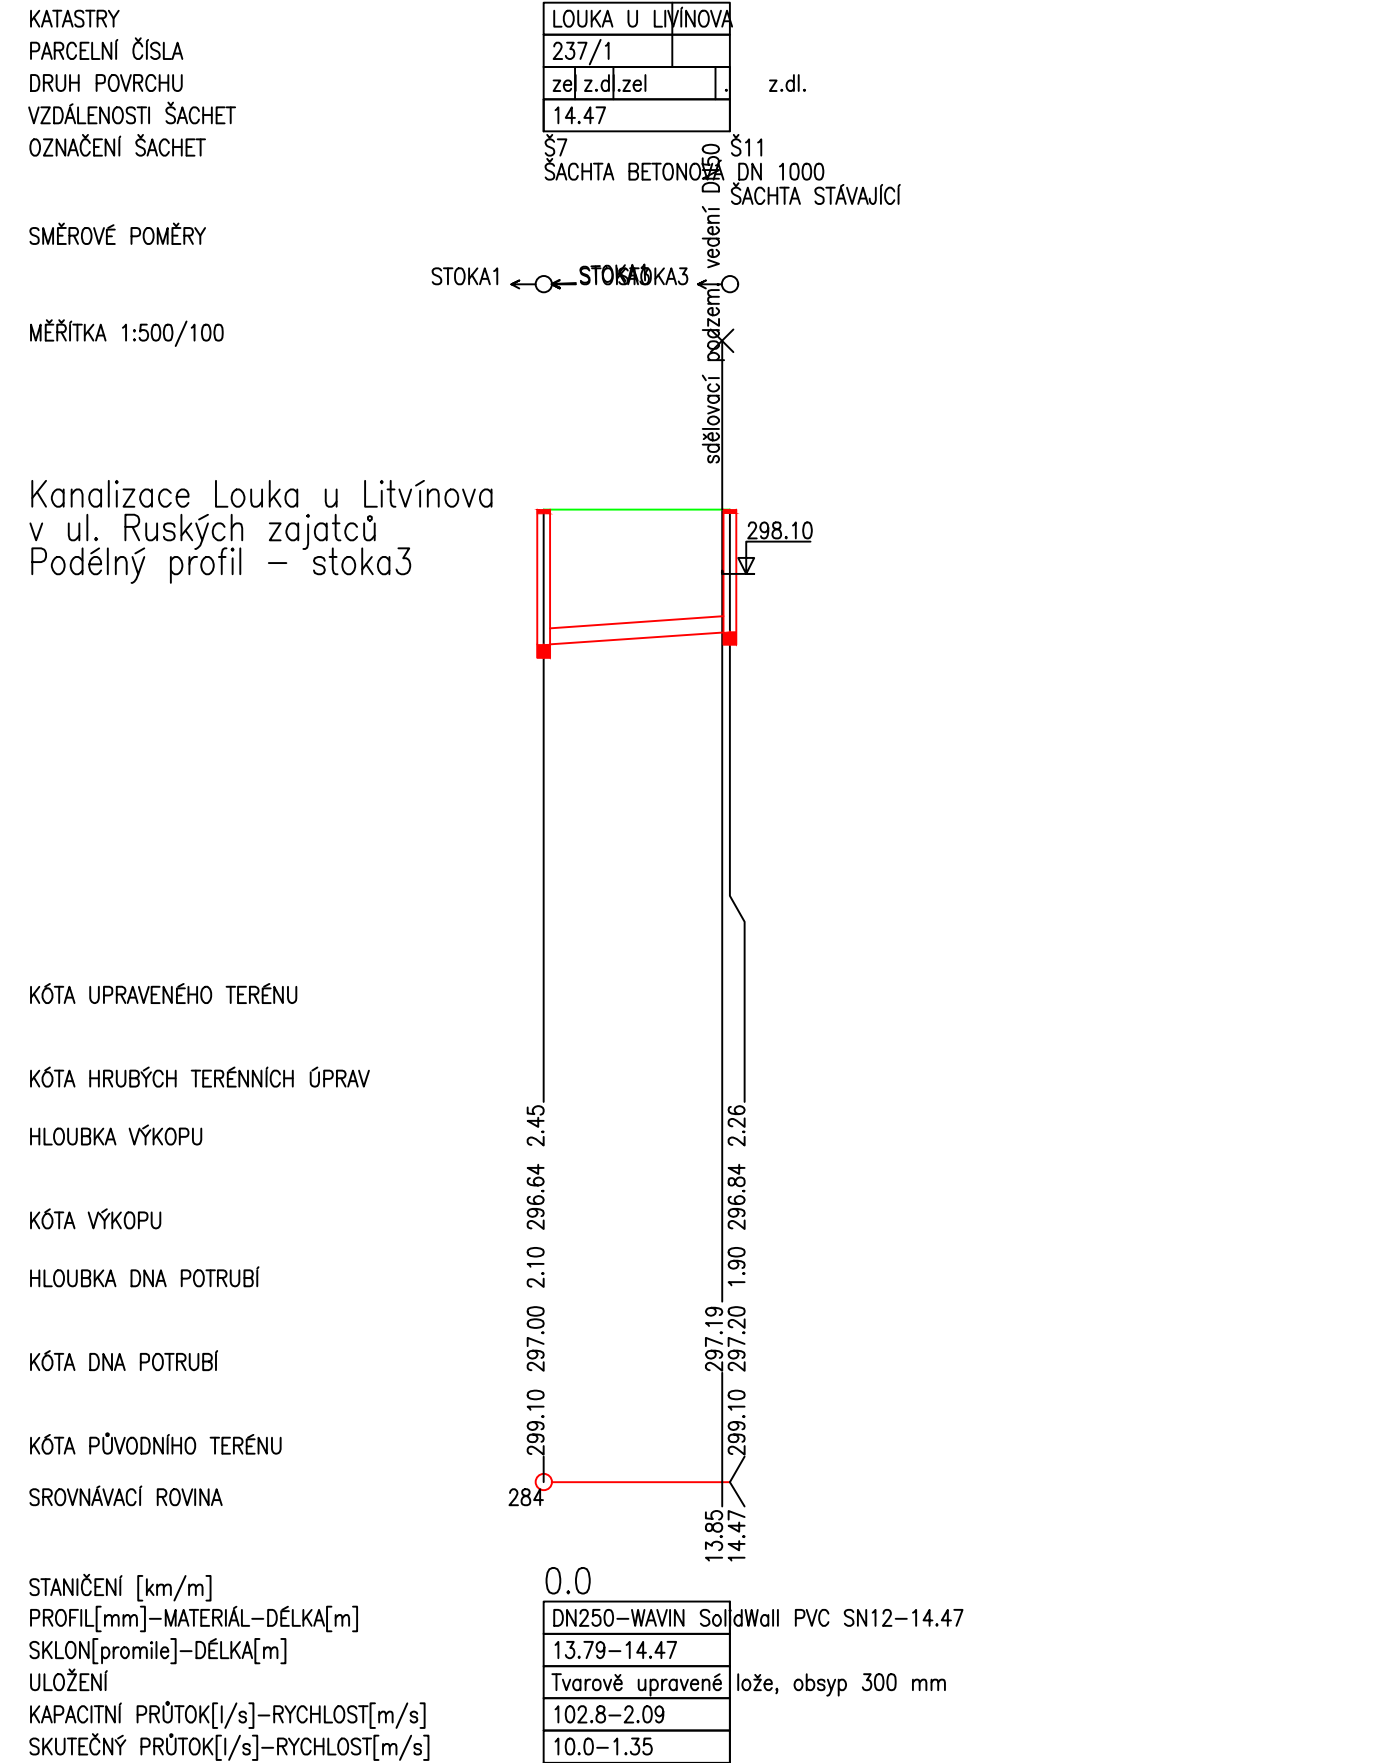 KATASTRY LOUKA U LIVÍNOVA
PARCELNÍ ČÍSLA 237/1
DRUH POVRCHU zel z.dl.zel . z.dl.
VZDÁLENOSTI ŠACHET 14.47
OZNAČENÍ ŠACHET Š7 Š11
ŠACHTA BETONOVÁ DN 1000
ŠACHTA STÁVAJÍCÍ
SMĚROVÉ POMĚRY
STOKA1 STOKA1 STOKA3 STOKA3
sdělovací podzemí vedení DN50
MĚŘÍTKA 1:500/100
Kanalizace Louka u Litvínova
v ul. Ruských zajatců
Podélný profil – stoka3
298.10
KÓTA UPRAVENÉHO TERÉNU
KÓTA HRUBÝCH TERÉNNÍCH ÚPRAV
HLOUBKA VÝKOPU 2.45 2.26
KÓTA VÝKOPU 296.64 296.84
HLOUBKA DNA POTRUBÍ 2.10 1.90
KÓTA DNA POTRUBÍ 297.00 297.19 297.20
KÓTA PŮVODNÍHO TERÉNU 299.10 299.10
SROVNÁVACÍ ROVINA 284
13.85 14.47
STANIČENÍ [km/m] 0.0
PROFIL[mm]–MATERIÁL–DÉLKA[m] DN250–WAVIN SolidWall PVC SN12–14.47
SKLON[promile]–DÉLKA[m] 13.79–14.47
ULOŽENÍ Tvarově upravené lože, obsyp 300 mm
KAPACITNÍ PRŮTOK[l/s]–RYCHLOST[m/s] 102.8–2.09
SKUTEČNÝ PRŮTOK[l/s]–RYCHLOST[m/s] 10.0–1.35